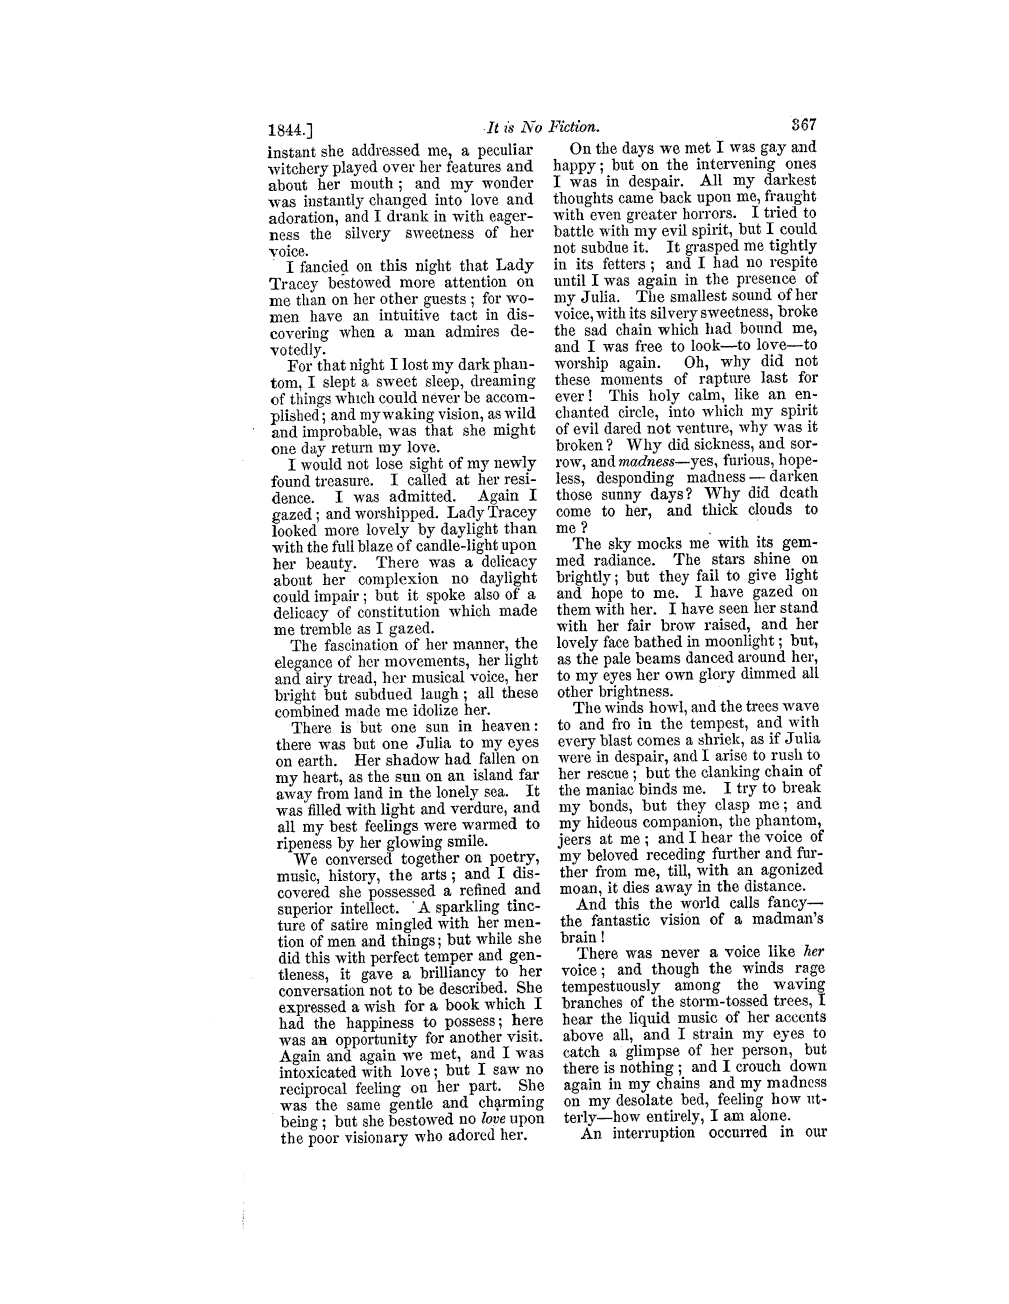 1844.] It is No Fiction. 367
instant she addressed me, a peculiar
witchery played over her features and
about her mouth ; and my wonder
was instantly changed into love and
adoration, and I drank in with eager-
ness the silvery sweetness of her
voice.
I fancied on this night that Lady
Tracey bestowed more attention on
me than on her other guests ; for wo-
men have an intuitive tact in dis-
covering when a man admires de-
votedly.
For that night I lost my dark phan-
tom, I slept a sweet sleep, dreaming
of things which could never be accom-
plished ; and my waking vision, as wild
and improbable, was that she might
one day return my love.
I would not lose sight of my newly
found treasure. I called at her resi-
dence. I was admitted. Again I
gazed ; and worshipped. Lady Tracey
looked more lovely by daylight than
with the full blaze of candle-light upon
her beauty. There was a delicacy
about her complexion no daylight
could impair ; but it spoke also of a
delicacy of constitution which made
me tremble as I gazed.
The fascination of her manner, the
elegance of her movements, her light
and airy tread, her musical voice, her
bright but subdued laugh ; all these
combined made me idolize her.
There is but one sun in heaven :
there was but one Julia to my eyes
on earth. Her shadow had fallen on
my heart, as the sun on an island far
away from land in the lonely sea. It
was filled with light and verdure, and
all my best feelings were warmed to
ripeness by her glowing smile.
We conversed together on poetry,
music, history, the arts ; and I dis-
covered she possessed a refined and
superior intellect. A sparkling tinc-
ture of satire mingled with her men-
tion of men and things ; but while she
did this with perfect temper and gen-
tleness, it gave a brilliancy to her
conversation not to be described. She
expressed a wish for a book which I
had the happiness to possess ; here
was an opportunity for another visit.
Again and again we met, and I was
intoxicated with love ; but I saw no
reciprocal feeling on her part. She
was the same gentle and charming
being ; but she bestowed no love upon
the poor visionary who adored her.
On the days we met I was gay and
happy ; but on the intervening ones
I was in despair. All my darkest
thoughts came back upon me, fraught
with even greater horrors. I tried to
battle with my evil spirit, but I could
not subdue it. It grasped me tightly
in its fetters ; and I had no respite
until I was again in the presence of
my Julia. The smallest sound of her
voice, with its silvery sweetness, broke
the sad chain which had bound me,
and I was free to look—to love—to
worship again. Oh, why did not
these moments of rapture last for
ever ! This holy calm, like an en-
chanted circle, into which my spirit
of evil dared not venture, why was it
broken ? Why did sickness, and sor-
row, and madness—yes, furious, hope-
less, desponding madness — darken
those sunny days ? Why did death
come to her, and thick clouds to
me ?
The sky mocks me with its gem-
med radiance. The stars shine on
brightly ; but they fail to give light
and hope to me. I have gazed on
them with her. I have seen her stand
with her fair brow raised, and her
lovely face bathed in moonlight ; but,
as the pale beams danced around her,
to my eyes her own glory dimmed all
other brightness.
The winds howl, and the trees wave
to and fro in the tempest, and with
every blast comes a shriek, as if Julia
were in despair, and I arise to rush to
her rescue ; but the clanking chain of
the maniac binds me. I try to break
my bonds, but they clasp me ; and
my hideous companion, the phantom,
jeers at me ; and I hear the voice of
my beloved receding further and fur-
ther from me, till, with an agonized
moan, it dies away in the distance.
And this the world calls fancy—
the fantastic vision of a madman's
brain !
There was never a voice like her
voice ; and though the winds rage
tempestuously among the waving
branches of the storm-tossed trees, I
hear the liquid music of her accents
above all, and I strain my eyes to
catch a glimpse of her person, but
there is nothing ; and I crouch down
again in my chains and my madness
on my desolate bed, feeling how ut-
terly—how entirely, I am alone.
An interruption occurred in our